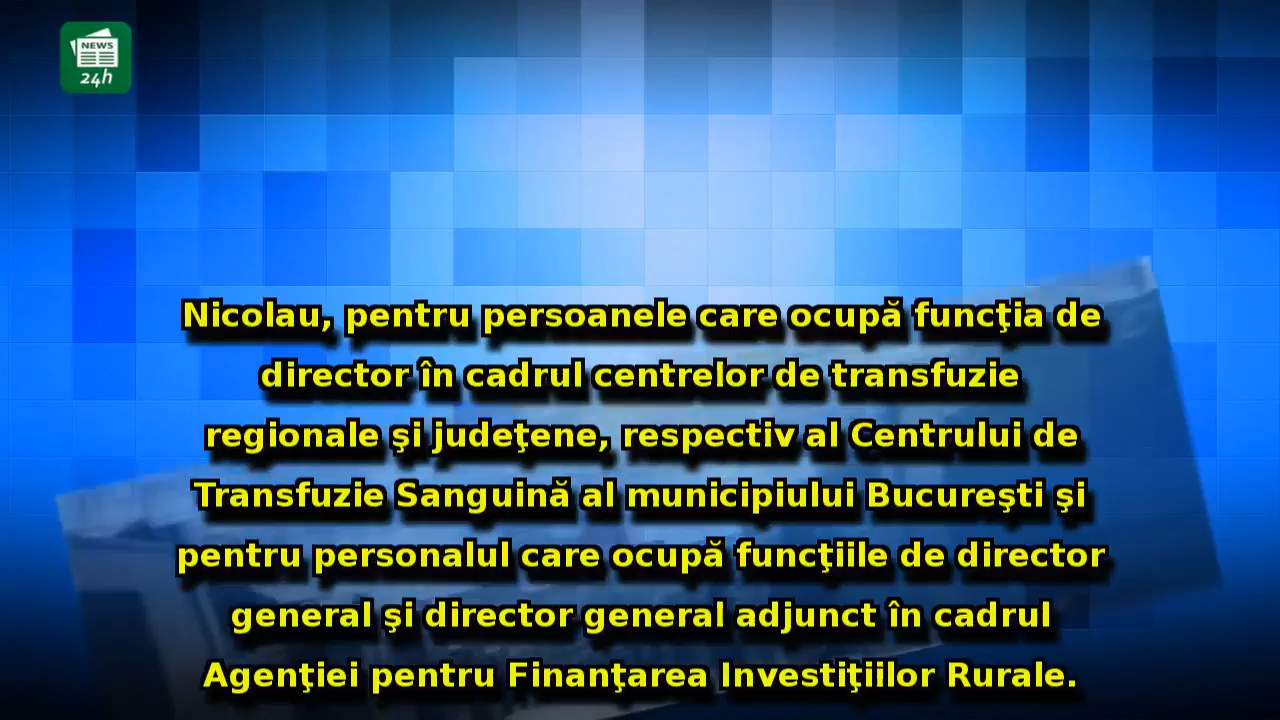 NEWS
24h
Nicolau, pentru persoanele care ocupă funcţia de
director în cadrul centrelor de transfuzie
regionale şi judeţene, respectiv al Centrului de
Transfuzie Sanguină al municipiului Bucureşti şi
pentru personalul care ocupă funcţiile de director
general şi director general adjunct în cadrul
Agenţiei pentru Finanţarea Investiţiilor Rurale.